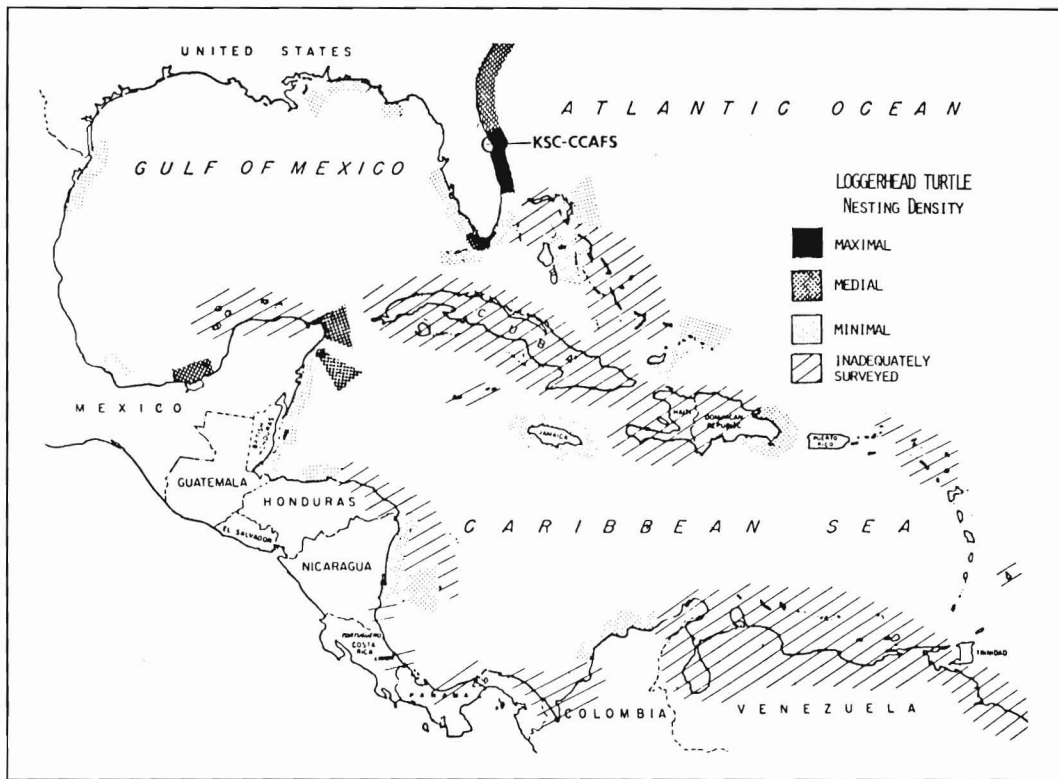 UNITED STATES
ATLANTIC OCEAN
KSC-CCAFS
GULF OF MEXICO
LOGGERHEAD TURTLE
NESTING DENSITY
MAXIMAL
MEDIAL
MINIMAL
INADEQUATELY
SURVEYED
CUBA
MEXICO
HAITI
DOMINICAN
REPUBLIC
JAMAICA
PUERTO
RICO
GUATEMALA
HONDURAS
CARIBBEAN SEA
EL SALVADOR
NICARAGUA
COSTA
RICA
TRINIDAD
PANAMA
COLOMBIA
VENEZUELA